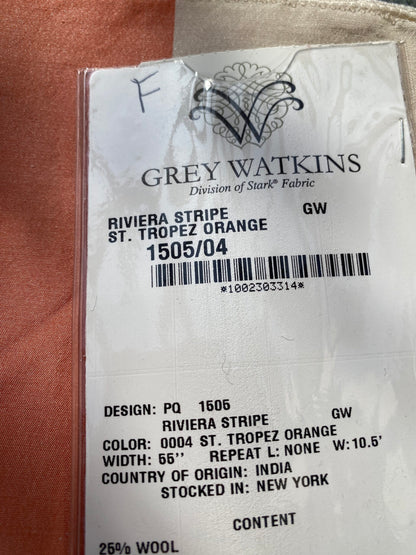 F
GREY WATKINS
Division of Stark® Fabric
RIVIERA STRIPE GW
ST. TROPEZ ORANGE
1505/04
*1002303314*
DESIGN: PQ 1505
RIVIERA STRIPE GW
COLOR: 0004 ST. TROPEZ ORANGE
WIDTH: 55'' REPEAT L: NONE W:10.5'
COUNTRY OF ORIGIN: INDIA
STOCKED IN: NEW YORK
CONTENT
25% WOOL